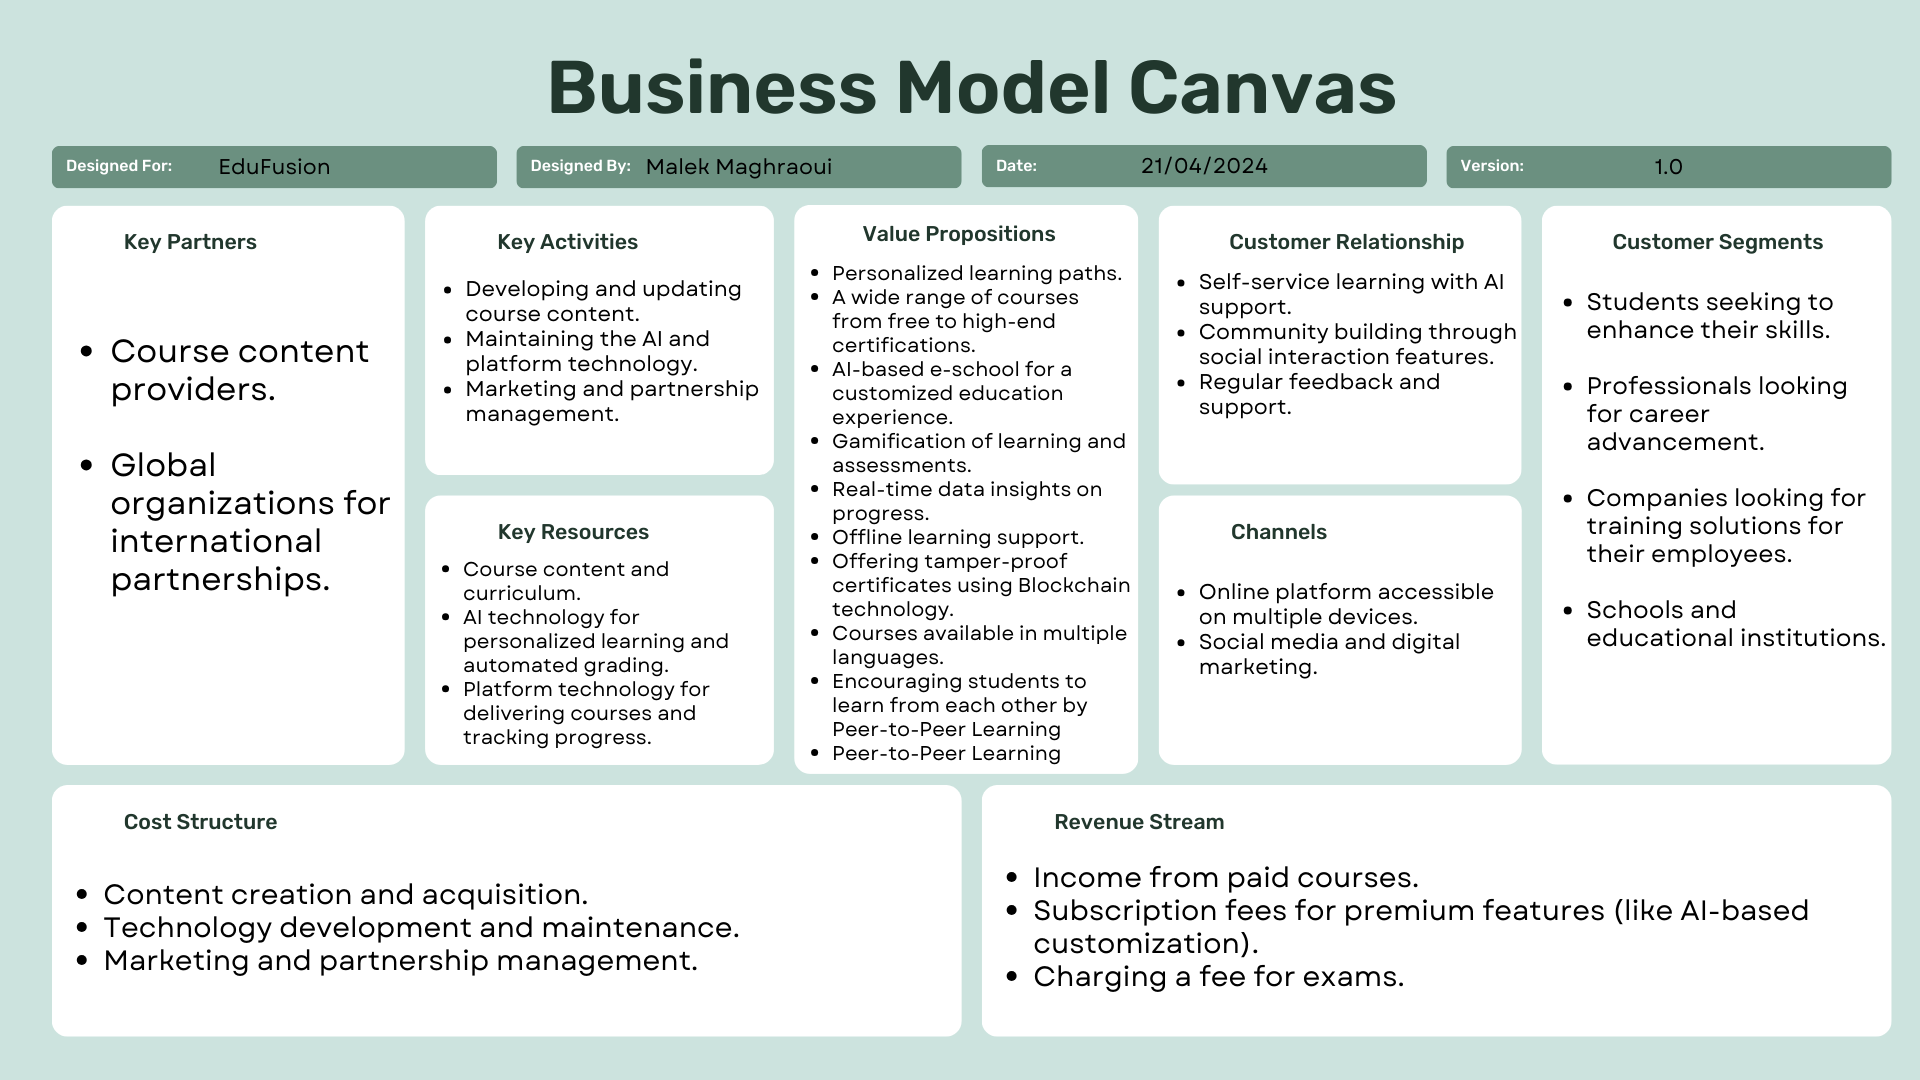 Business Model Canvas
Designed For: EduFusion
Designed By: Malek Maghraoui
Date: 21/04/2024
Version: 1.0
Key Partners
• Course content
providers.
• Global
organizations for
international
partnerships.
Key Activities
• Developing and updating
course content.
• Maintaining the AI and
platform technology.
• Marketing and partnership
management.
Key Resources
• Course content and
curriculum.
• AI technology for
personalized learning and
automated grading.
• Platform technology for
delivering courses and
tracking progress.
Value Propositions
• Personalized learning paths.
• A wide range of courses
from free to high-end
certifications.
• AI-based e-school for a
customized education
experience.
• Gamification of learning and
assessments.
• Real-time data insights on
progress.
• Offline learning support.
• Offering tamper-proof
certificates using Blockchain
technology.
• Courses available in multiple
languages.
• Encouraging students to
learn from each other by
Peer-to-Peer Learning
• Peer-to-Peer Learning
Customer Relationship
• Self-service learning with AI
support.
• Community building through
social interaction features.
• Regular feedback and
support.
Channels
• Online platform accessible
on multiple devices.
• Social media and digital
marketing.
Customer Segments
• Students seeking to
enhance their skills.
• Professionals looking
for career
advancement.
• Companies looking for
training solutions for
their employees.
• Schools and
educational institutions.
Cost Structure
• Content creation and acquisition.
• Technology development and maintenance.
• Marketing and partnership management.
Revenue Stream
• Income from paid courses.
• Subscription fees for premium features (like AI-based
customization).
• Charging a fee for exams.